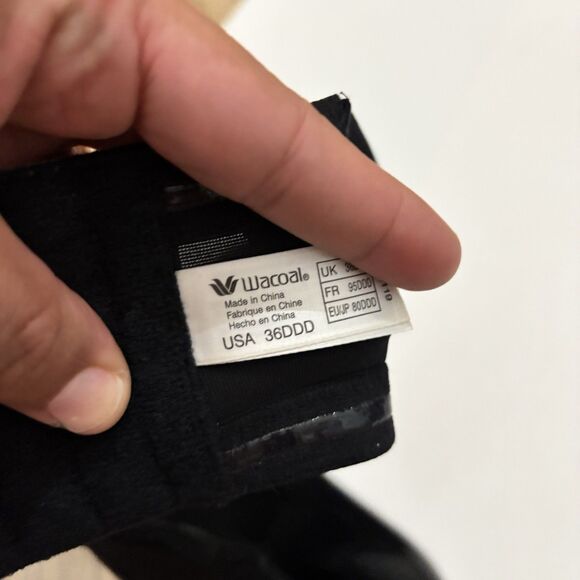 Wacoal®
Made in China
Fabrique en Chine
Hecho en China
USA 36DDD
UK
FR 95DDD
EU/JP 80DDD